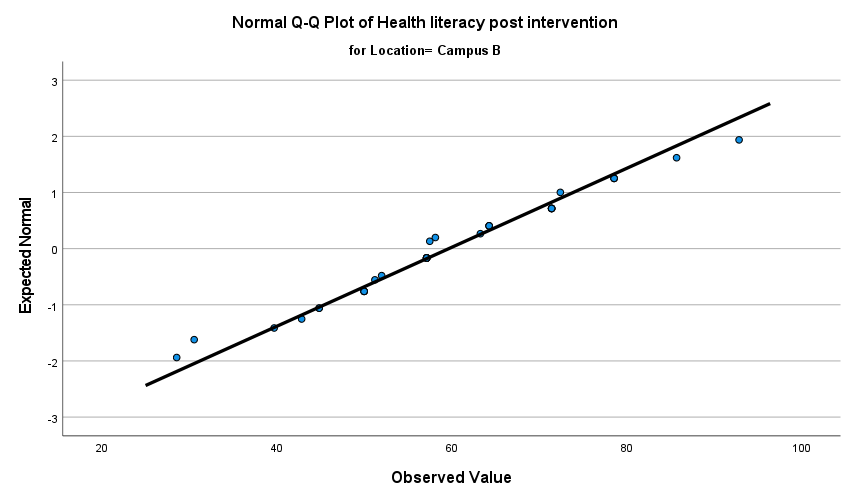 Normal Q-Q Plot of Health literacy post intervention
for Location= Campus B
3
2
1
0
-1
-2
-3
Expected Normal
20 40 60 80 100
Observed Value